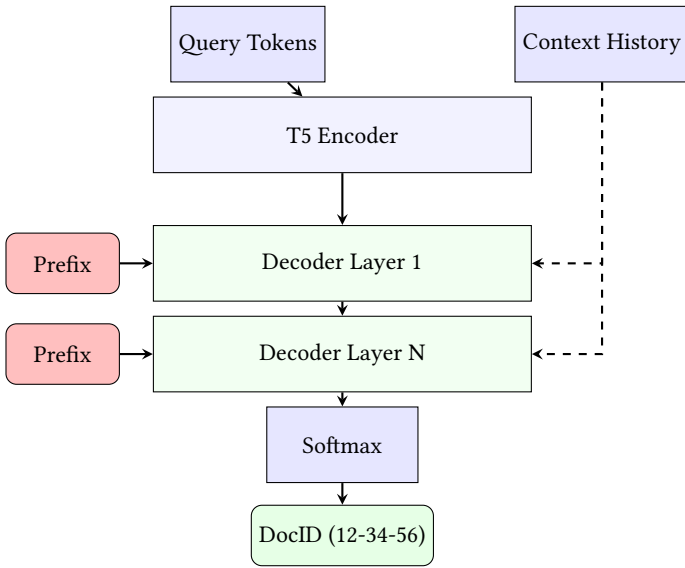 Query Tokens
Context History
T5 Encoder
Prefix
Decoder Layer 1
Prefix
Decoder Layer N
Softmax
DocID (12-34-56)